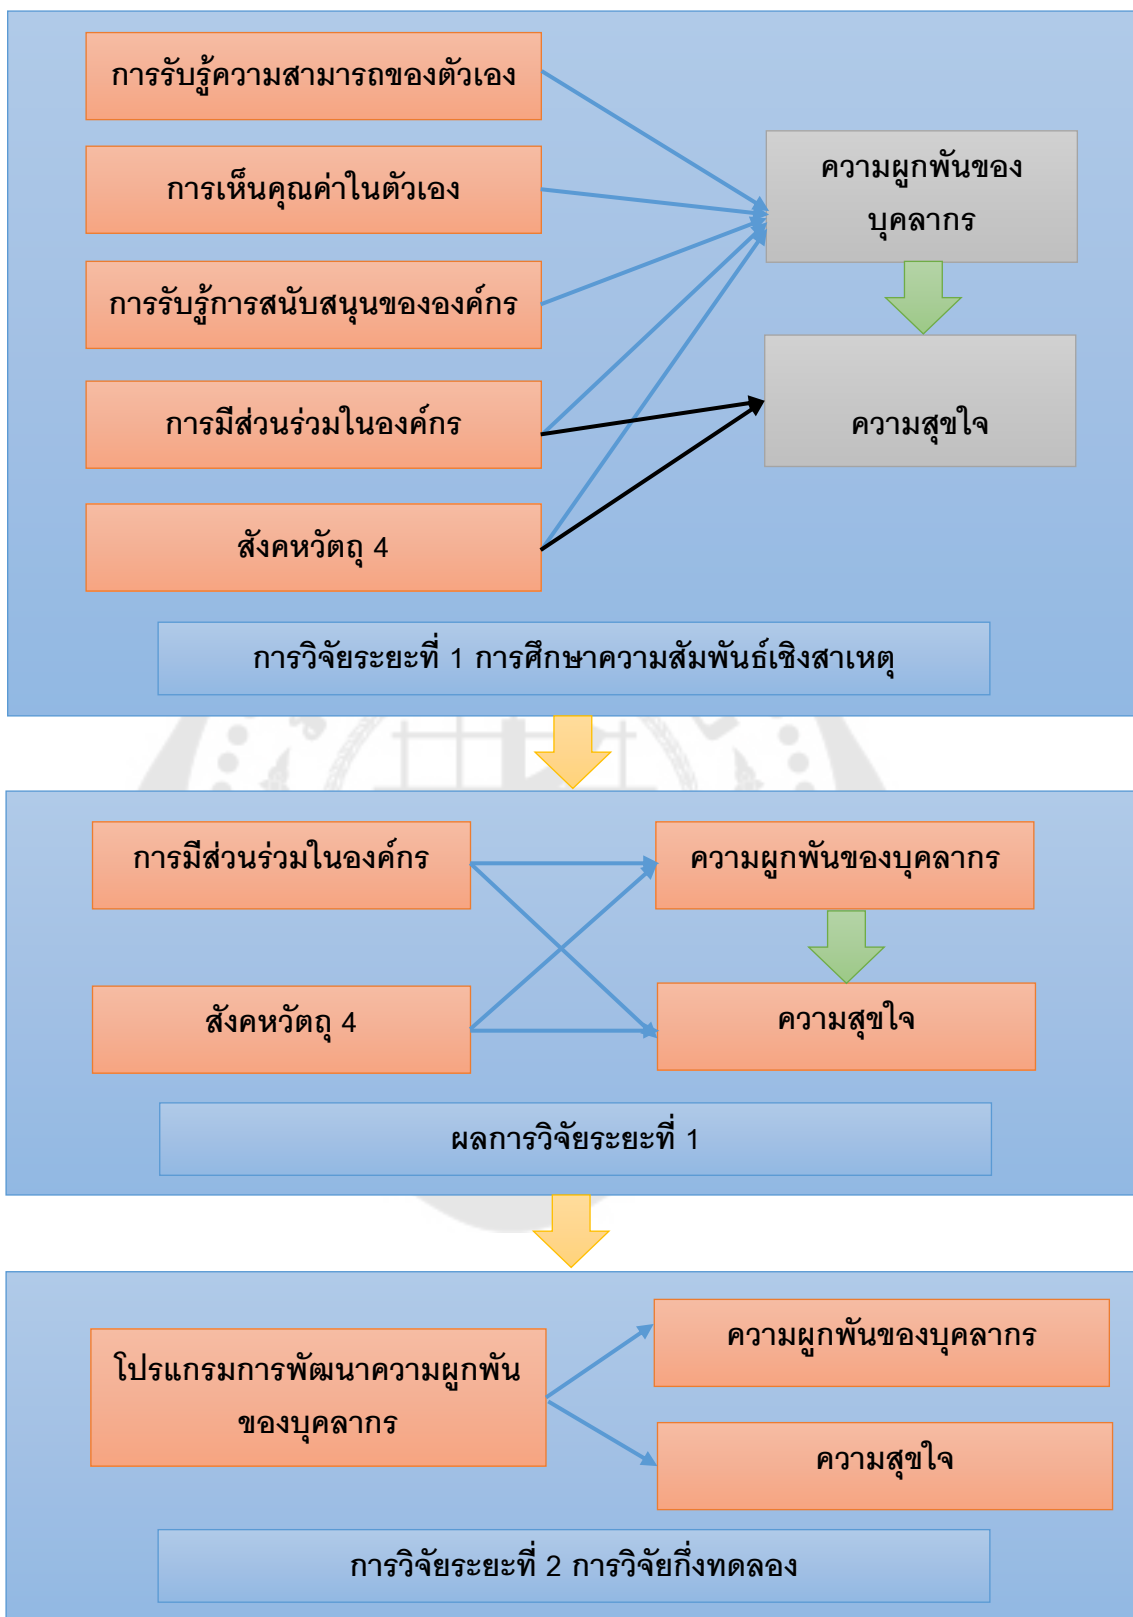 การรับรู้ความสามารถของตัวเอง
การเห็นคุณค่าในตัวเอง
การรับรู้การสนับสนุนขององค์กร
การมีส่วนร่วมในองค์กร
สังคหวัตถุ 4
ความผูกพันของ
บุคลากร
ความสุขใจ
การวิจัยระยะที่ 1 การศึกษาความสัมพันธ์เชิงสาเหตุ
การมีส่วนร่วมในองค์กร
ความผูกพันของบุคลากร
สังคหวัตถุ 4
ความสุขใจ
ผลการวิจัยระยะที่ 1
โปรแกรมการพัฒนาความผูกพัน
ของบุคลากร
ความผูกพันของบุคลากร
ความสุขใจ
การวิจัยระยะที่ 2 การวิจัยกึ่งทดลอง